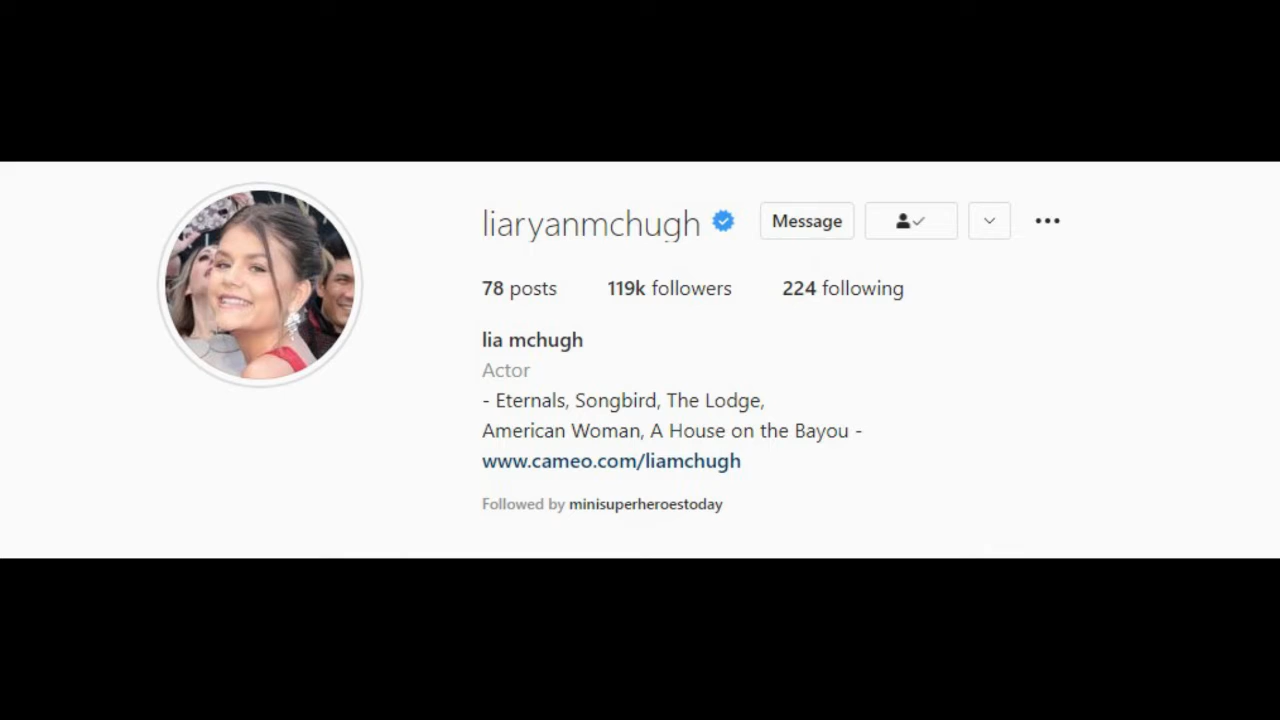 liaryanmchugh Message
78 posts 119k followers 224 following
lia mchugh
Actor
- Eternals, Songbird, The Lodge,
American Woman, A House on the Bayou -
www.cameo.com/liamchugh
Followed by minisuperheroestoday